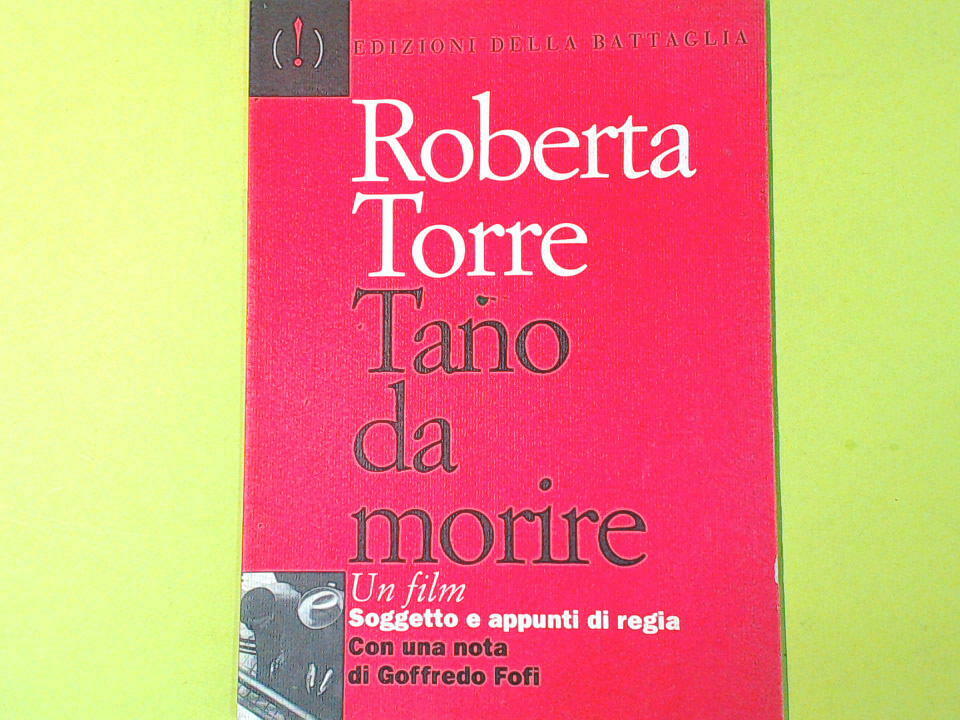 (!) EDIZIONI DELLA BATTAGLIA
Roberta
Torre
Tano
da
morire
Un film
Soggetto e appunti di regia
Con una nota
di Goffredo Fofi